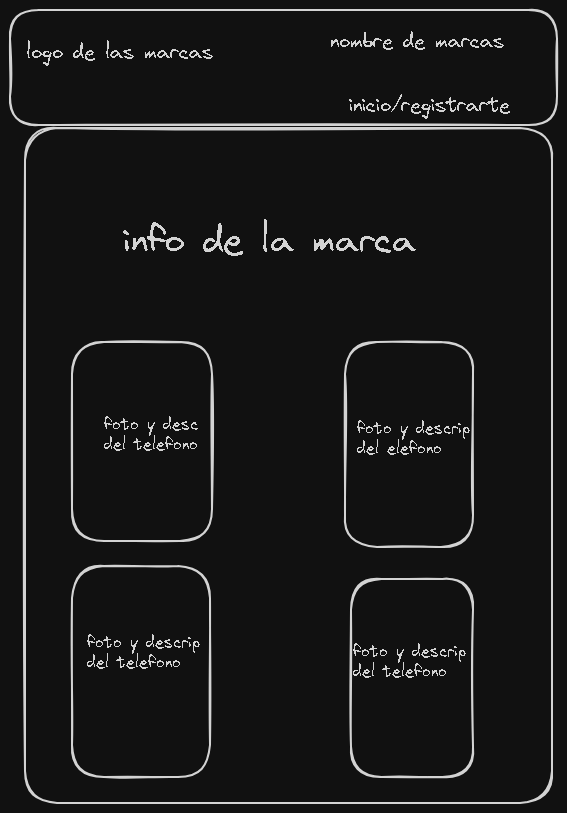 logo de las marcas
nombre de marcas
inicio/registrarte
info de la marca
foto y desc
del telefono
foto y descrip
del elefono
foto y descrip
del telefono
foto y descrip
del telefono